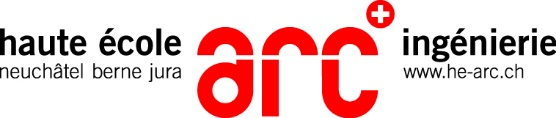 haute école
neuchâtel berne jura
arc
ingénierie
www.he-arc.ch